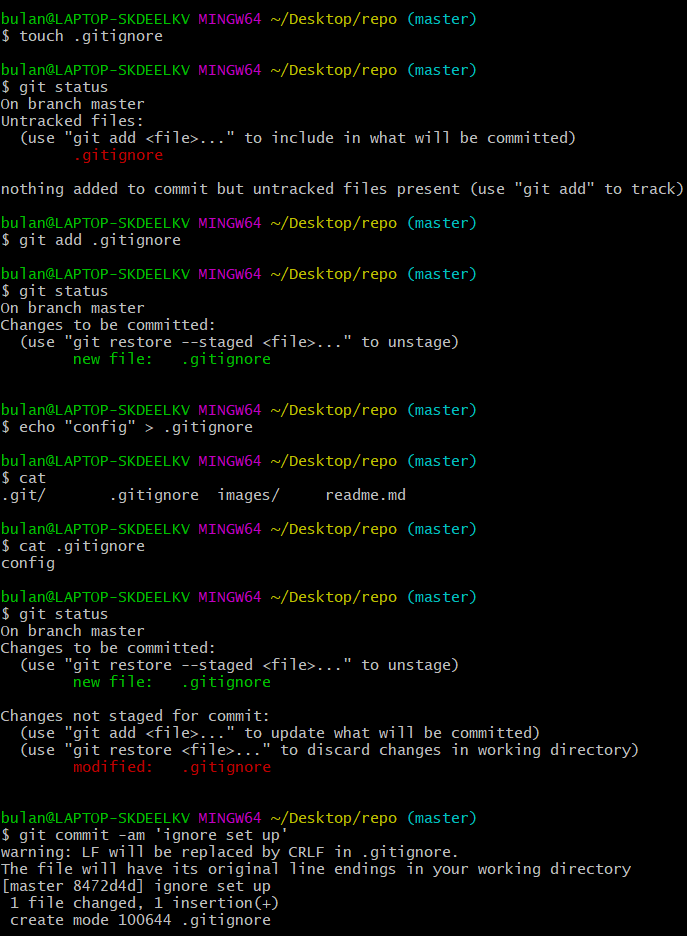 bulan@LAPTOP-SKDEELKV MINGW64 ~/Desktop/repo (master)
$ touch .gitignore
bulan@LAPTOP-SKDEELKV MINGW64 ~/Desktop/repo (master)
$ git status
On branch master
Untracked files:
  (use "git add <file>..." to include in what will be committed)
        .gitignore
nothing added to commit but untracked files present (use "git add" to track)
bulan@LAPTOP-SKDEELKV MINGW64 ~/Desktop/repo (master)
$ git add .gitignore
bulan@LAPTOP-SKDEELKV MINGW64 ~/Desktop/repo (master)
$ git status
On branch master
Changes to be committed:
  (use "git restore --staged <file>..." to unstage)
        new file:   .gitignore
bulan@LAPTOP-SKDEELKV MINGW64 ~/Desktop/repo (master)
$ echo "config" > .gitignore
bulan@LAPTOP-SKDEELKV MINGW64 ~/Desktop/repo (master)
$ cat
.git/       .gitignore  images/     readme.md
bulan@LAPTOP-SKDEELKV MINGW64 ~/Desktop/repo (master)
$ cat .gitignore
config
bulan@LAPTOP-SKDEELKV MINGW64 ~/Desktop/repo (master)
$ git status
On branch master
Changes to be committed:
  (use "git restore --staged <file>..." to unstage)
        new file:   .gitignore
Changes not staged for commit:
  (use "git add <file>..." to update what will be committed)
  (use "git restore <file>..." to discard changes in working directory)
        modified:   .gitignore
bulan@LAPTOP-SKDEELKV MINGW64 ~/Desktop/repo (master)
$ git commit -am 'ignore set up'
warning: LF will be replaced by CRLF in .gitignore.
The file will have its original line endings in your working directory
[master 8472d4d] ignore set up
 1 file changed, 1 insertion(+)
 create mode 100644 .gitignore